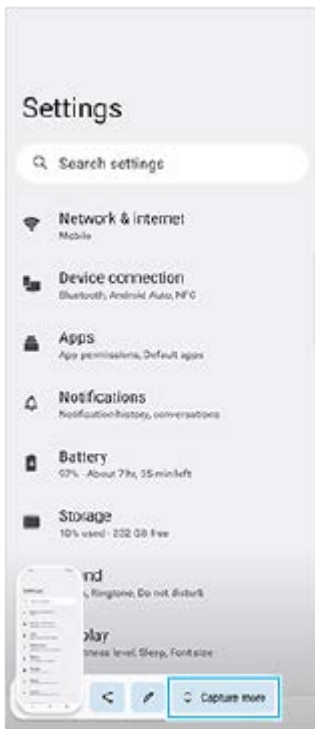 Settings
Search settings
Network & internet
Mobile
Device connection
Bluetooth, Android Auto, NFC
Apps
App permissions, Default apps
Notifications
Notification history, conversations
Battery
About 7 hr, 35 min left
Storage
10% used · 232 GB free
nd
, Ringtone, Do not disturb
play
tness level, Sleep, Font size
Capture more